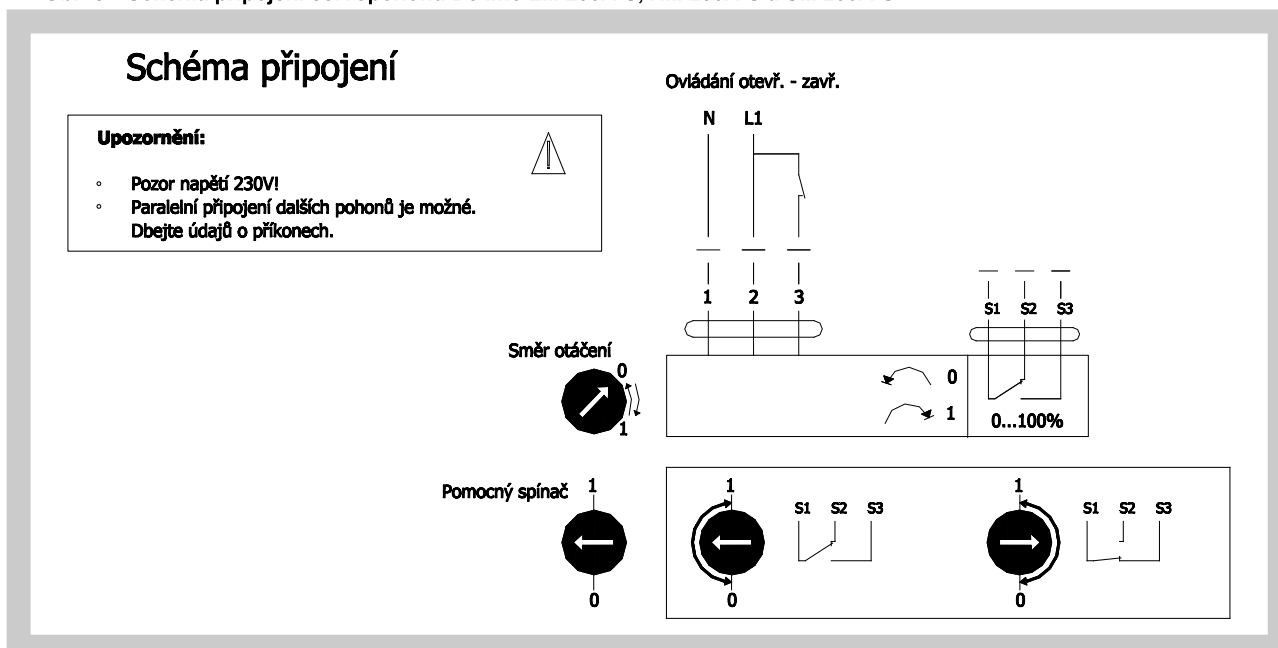 Schéma připojení
Upozornění:
◦ Pozor napětí 230V!
◦ Paralelní připojení dalších pohonů je možné.
Dbejte údajů o příkonech.
Ovládání otevř. - zavř.
N L1
1 2 3
S1 S2 S3
Směr otáčení
0
1
0
1
0...100%
Pomocný spínač
1
0
1
0
S1 S2 S3
1
0
S1 S2 S3